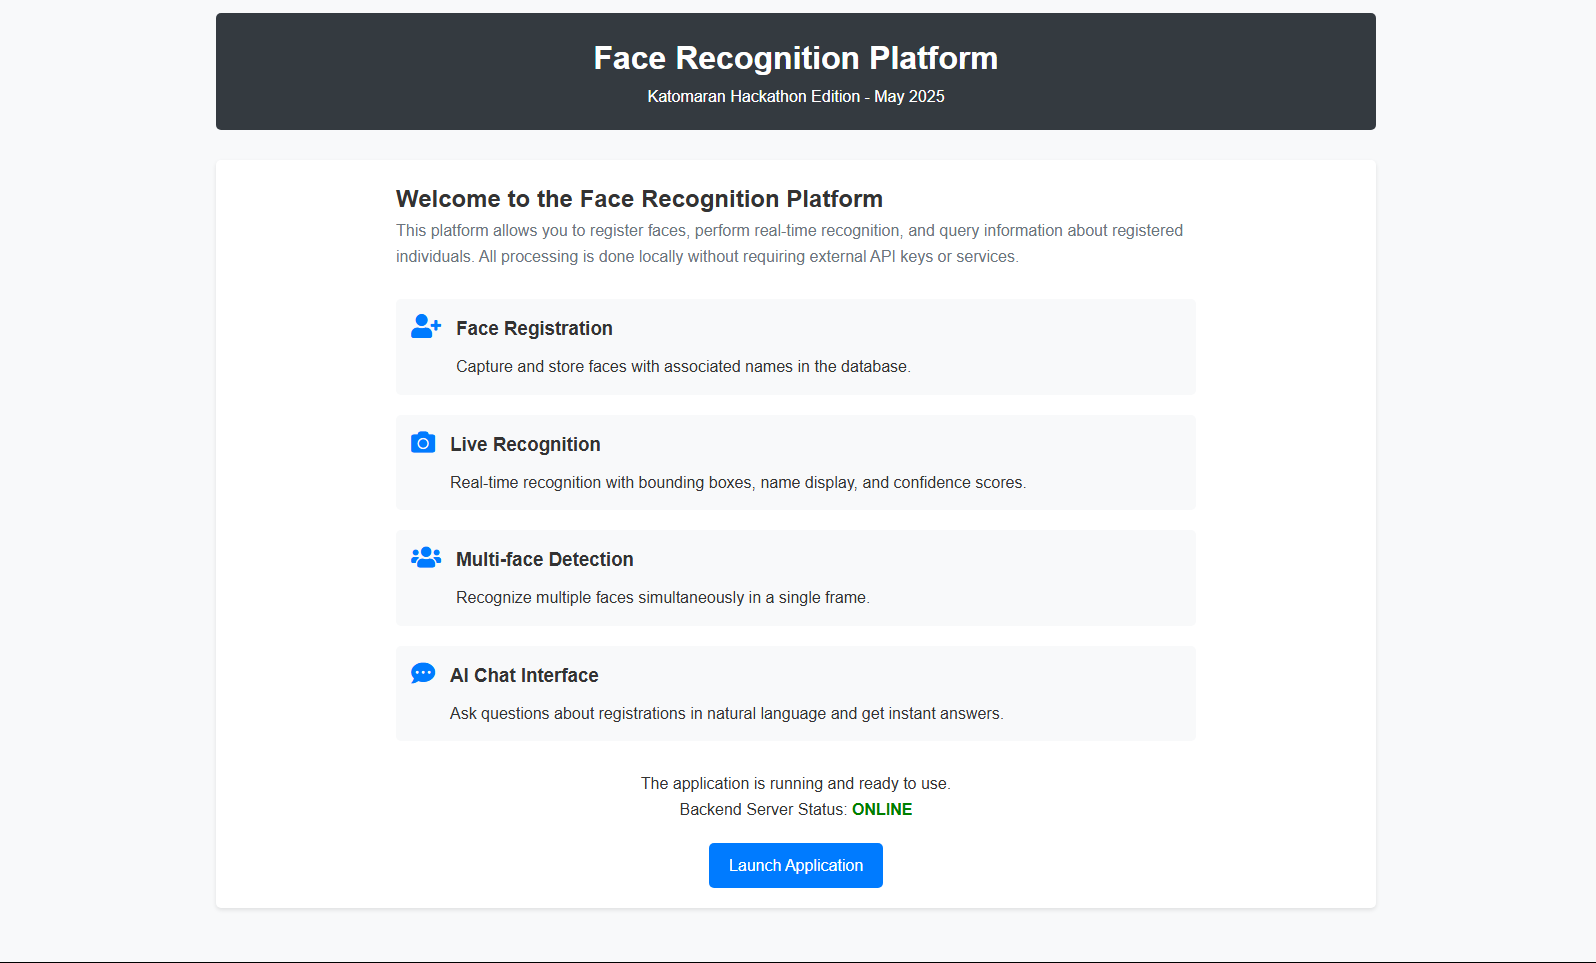 Face Recognition Platform
Katomaran Hackathon Edition - May 2025
Welcome to the Face Recognition Platform
This platform allows you to register faces, perform real-time recognition, and query information about registered
individuals. All processing is done locally without requiring external API keys or services.
Face Registration
Capture and store faces with associated names in the database.
Live Recognition
Real-time recognition with bounding boxes, name display, and confidence scores.
Multi-face Detection
Recognize multiple faces simultaneously in a single frame.
AI Chat Interface
Ask questions about registrations in natural language and get instant answers.
The application is running and ready to use.
Backend Server Status: ONLINE
Launch Application